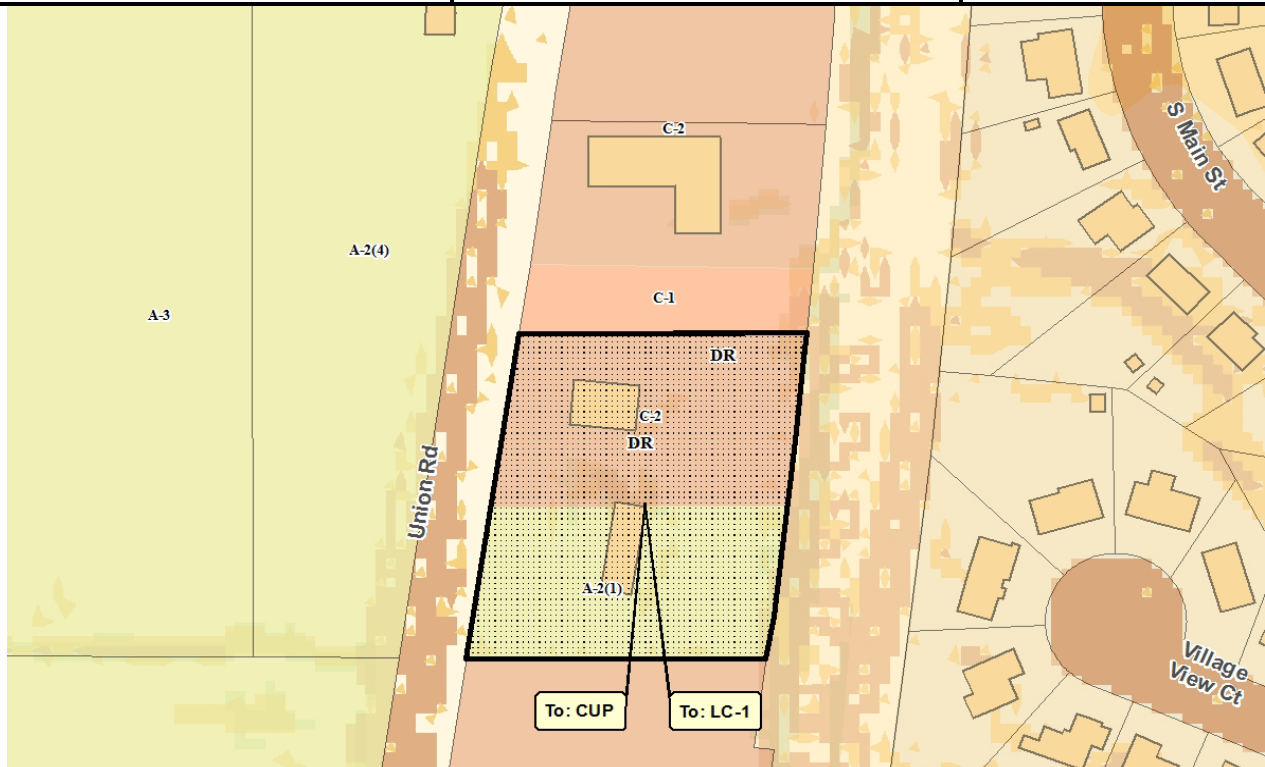 C-2
S Main St
A-2(4)
C-1
A-3
DR
C-2
DR
Union Rd
A-2(1)
Village
View Ct
To: CUP
To: LC-1